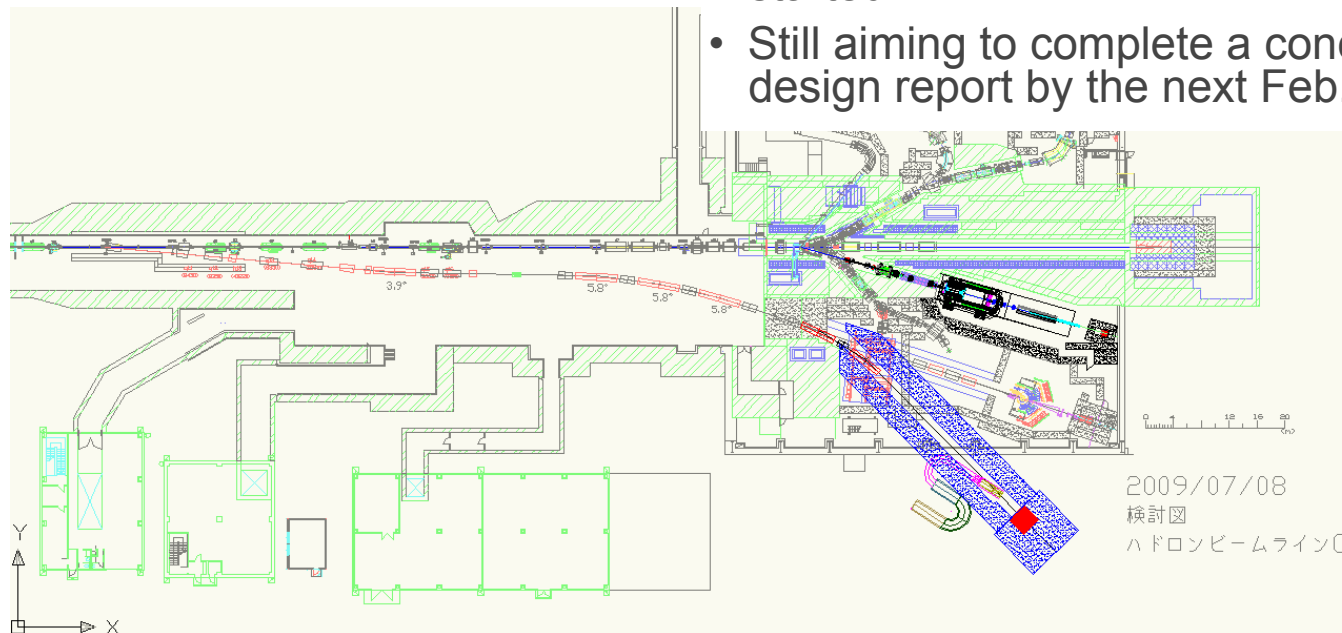 • Still aiming to complete a
design report by the next Feb
3.9°
5.8°
5.8°
5.8°
0 4 12 16 20
(m)
2009/07/08
検討図
ハドロンビームライン
Y
X